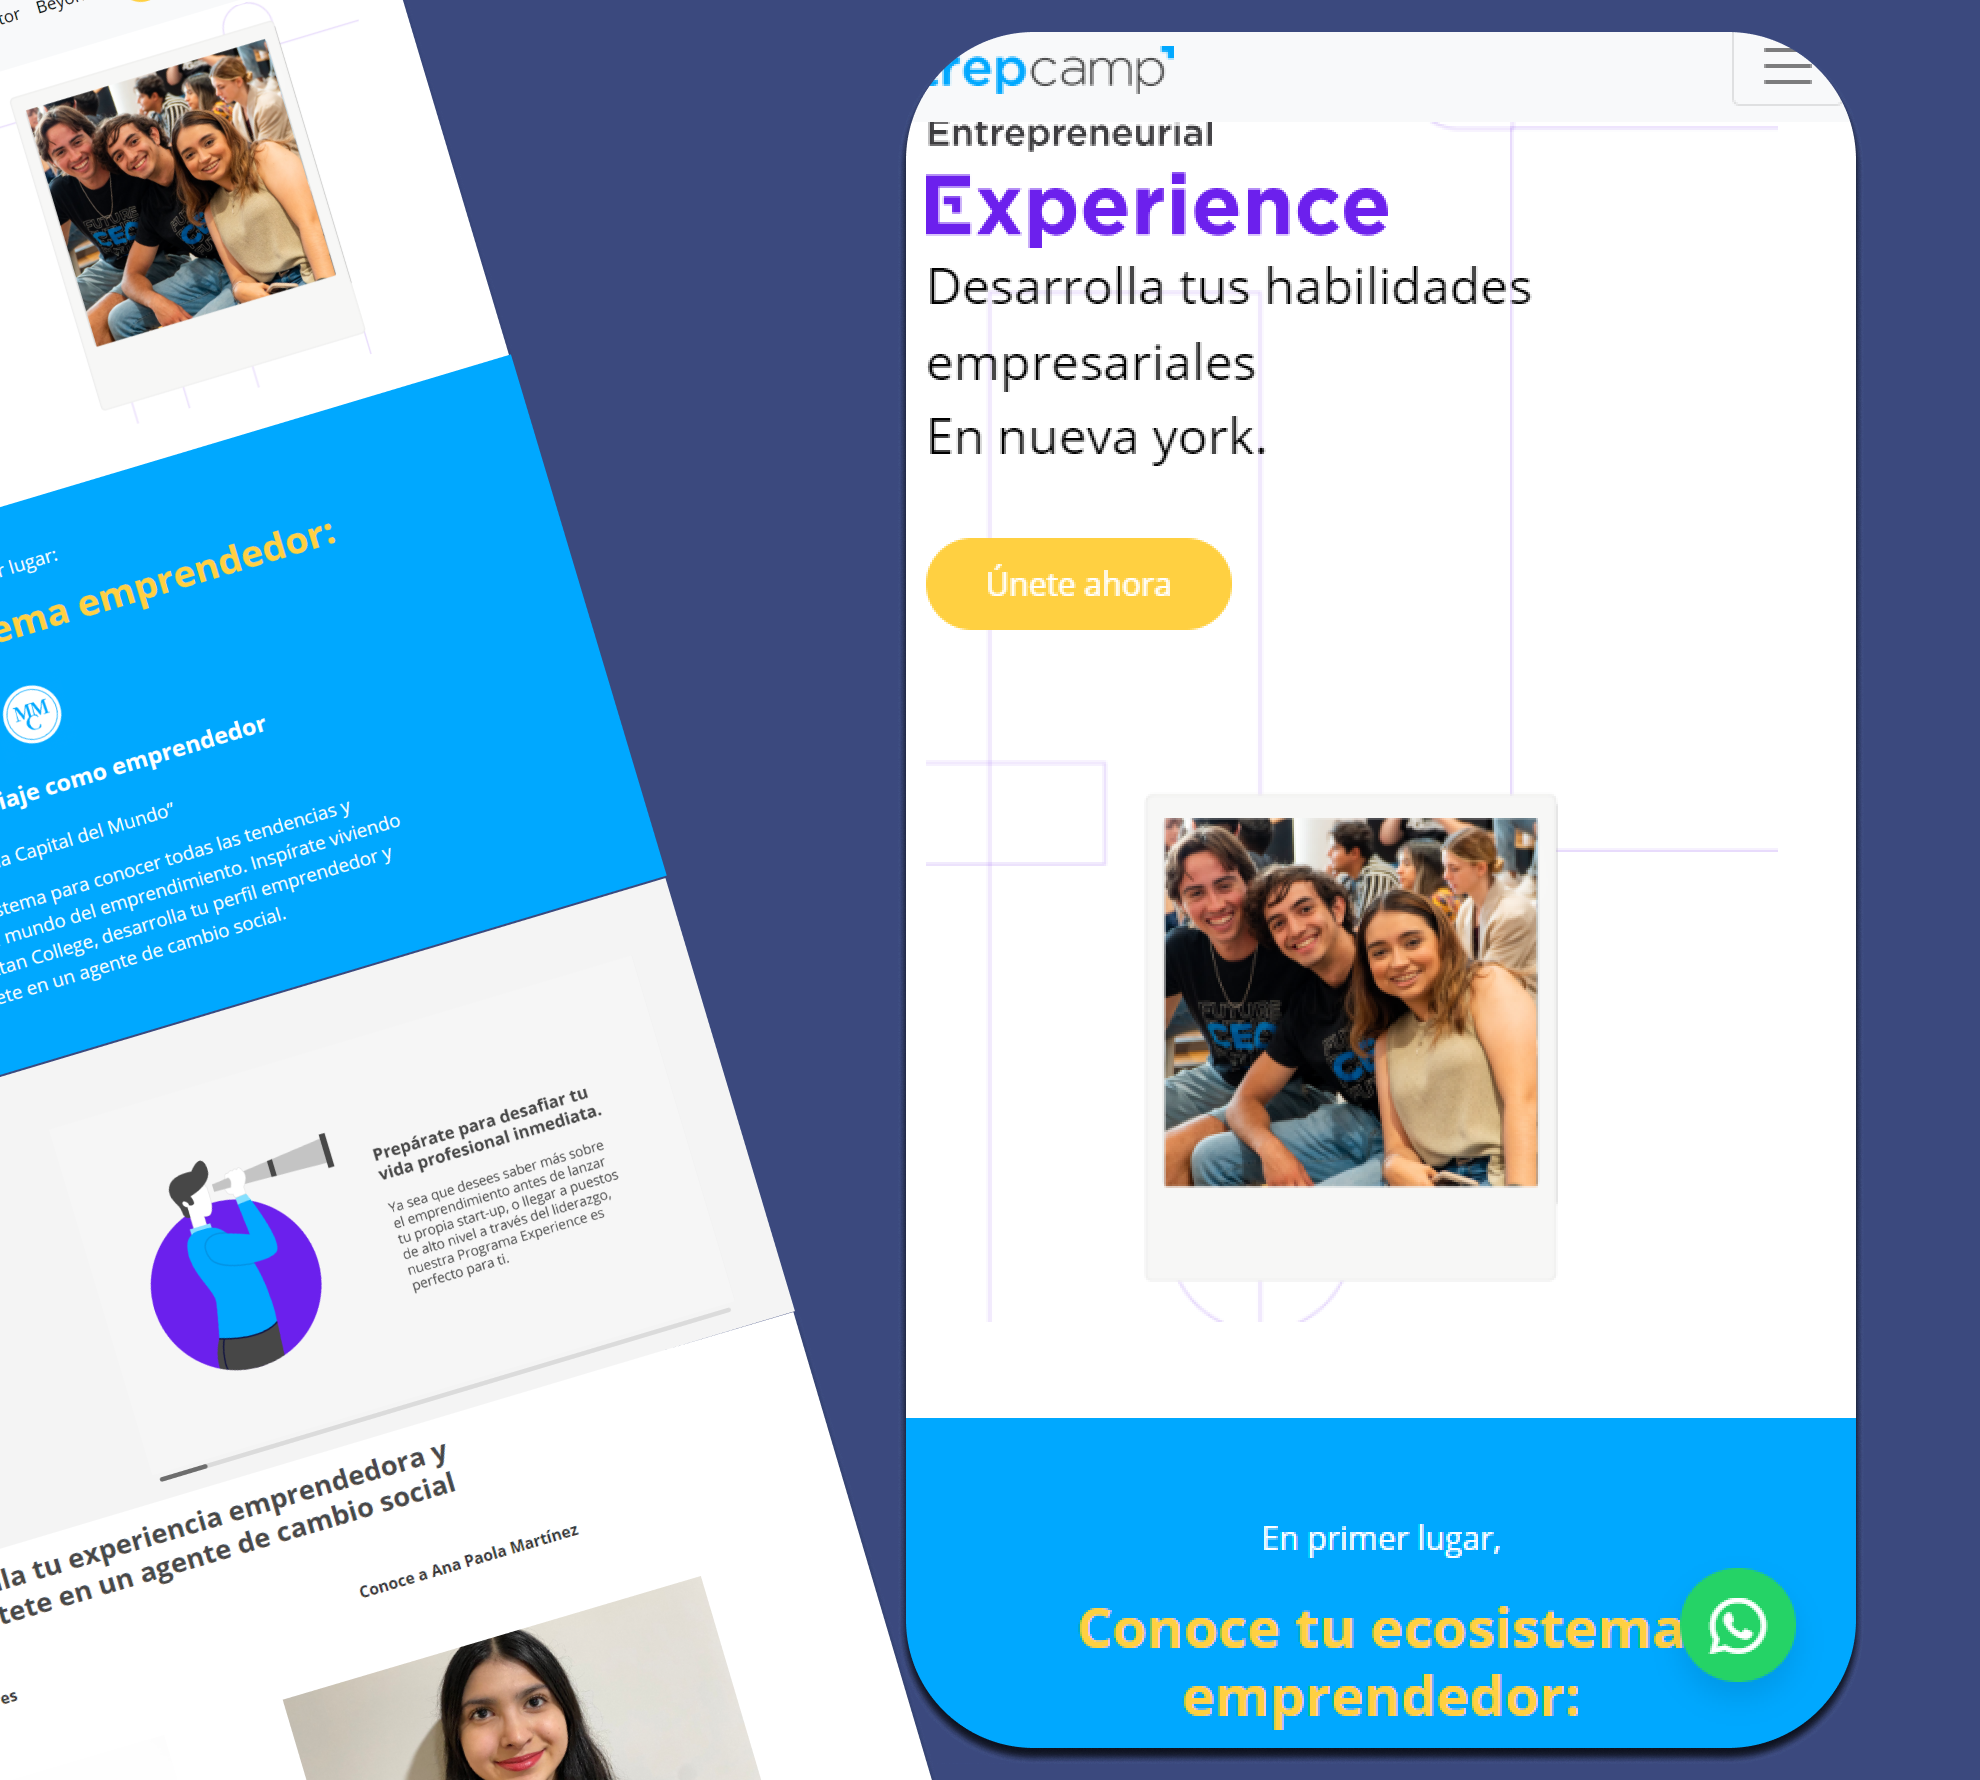 tor Beyon
r lugar:
ema emprendedor:
MMC
iaje como emprendedor
a Capital del Mundo"
stema para conocer todas las tendencias y
mundo del emprendimiento. Inspírate viviendo
tan College, desarrolla tu perfil emprendedor y
ete en un agente de cambio social.
Prepárate para desafiar tu
vida profesional inmediata.
Ya sea que desees saber más sobre
el emprendimiento antes de lanzar
tu propia start-up, o llegar a puestos
de alto nivel a través del liderazgo,
nuestra Programa Experience es
perfecto para ti.
lla tu experiencia emprendedora y
tete en un agente de cambio social
Conoce a Ana Paola Martínez
es
trepcamp
Entrepreneurial
Experience
Desarrolla tus habilidades
empresariales
En nueva york.
Únete ahora
FUTURE
CEO
En primer lugar,
Conoce tu ecosistema
emprendedor: